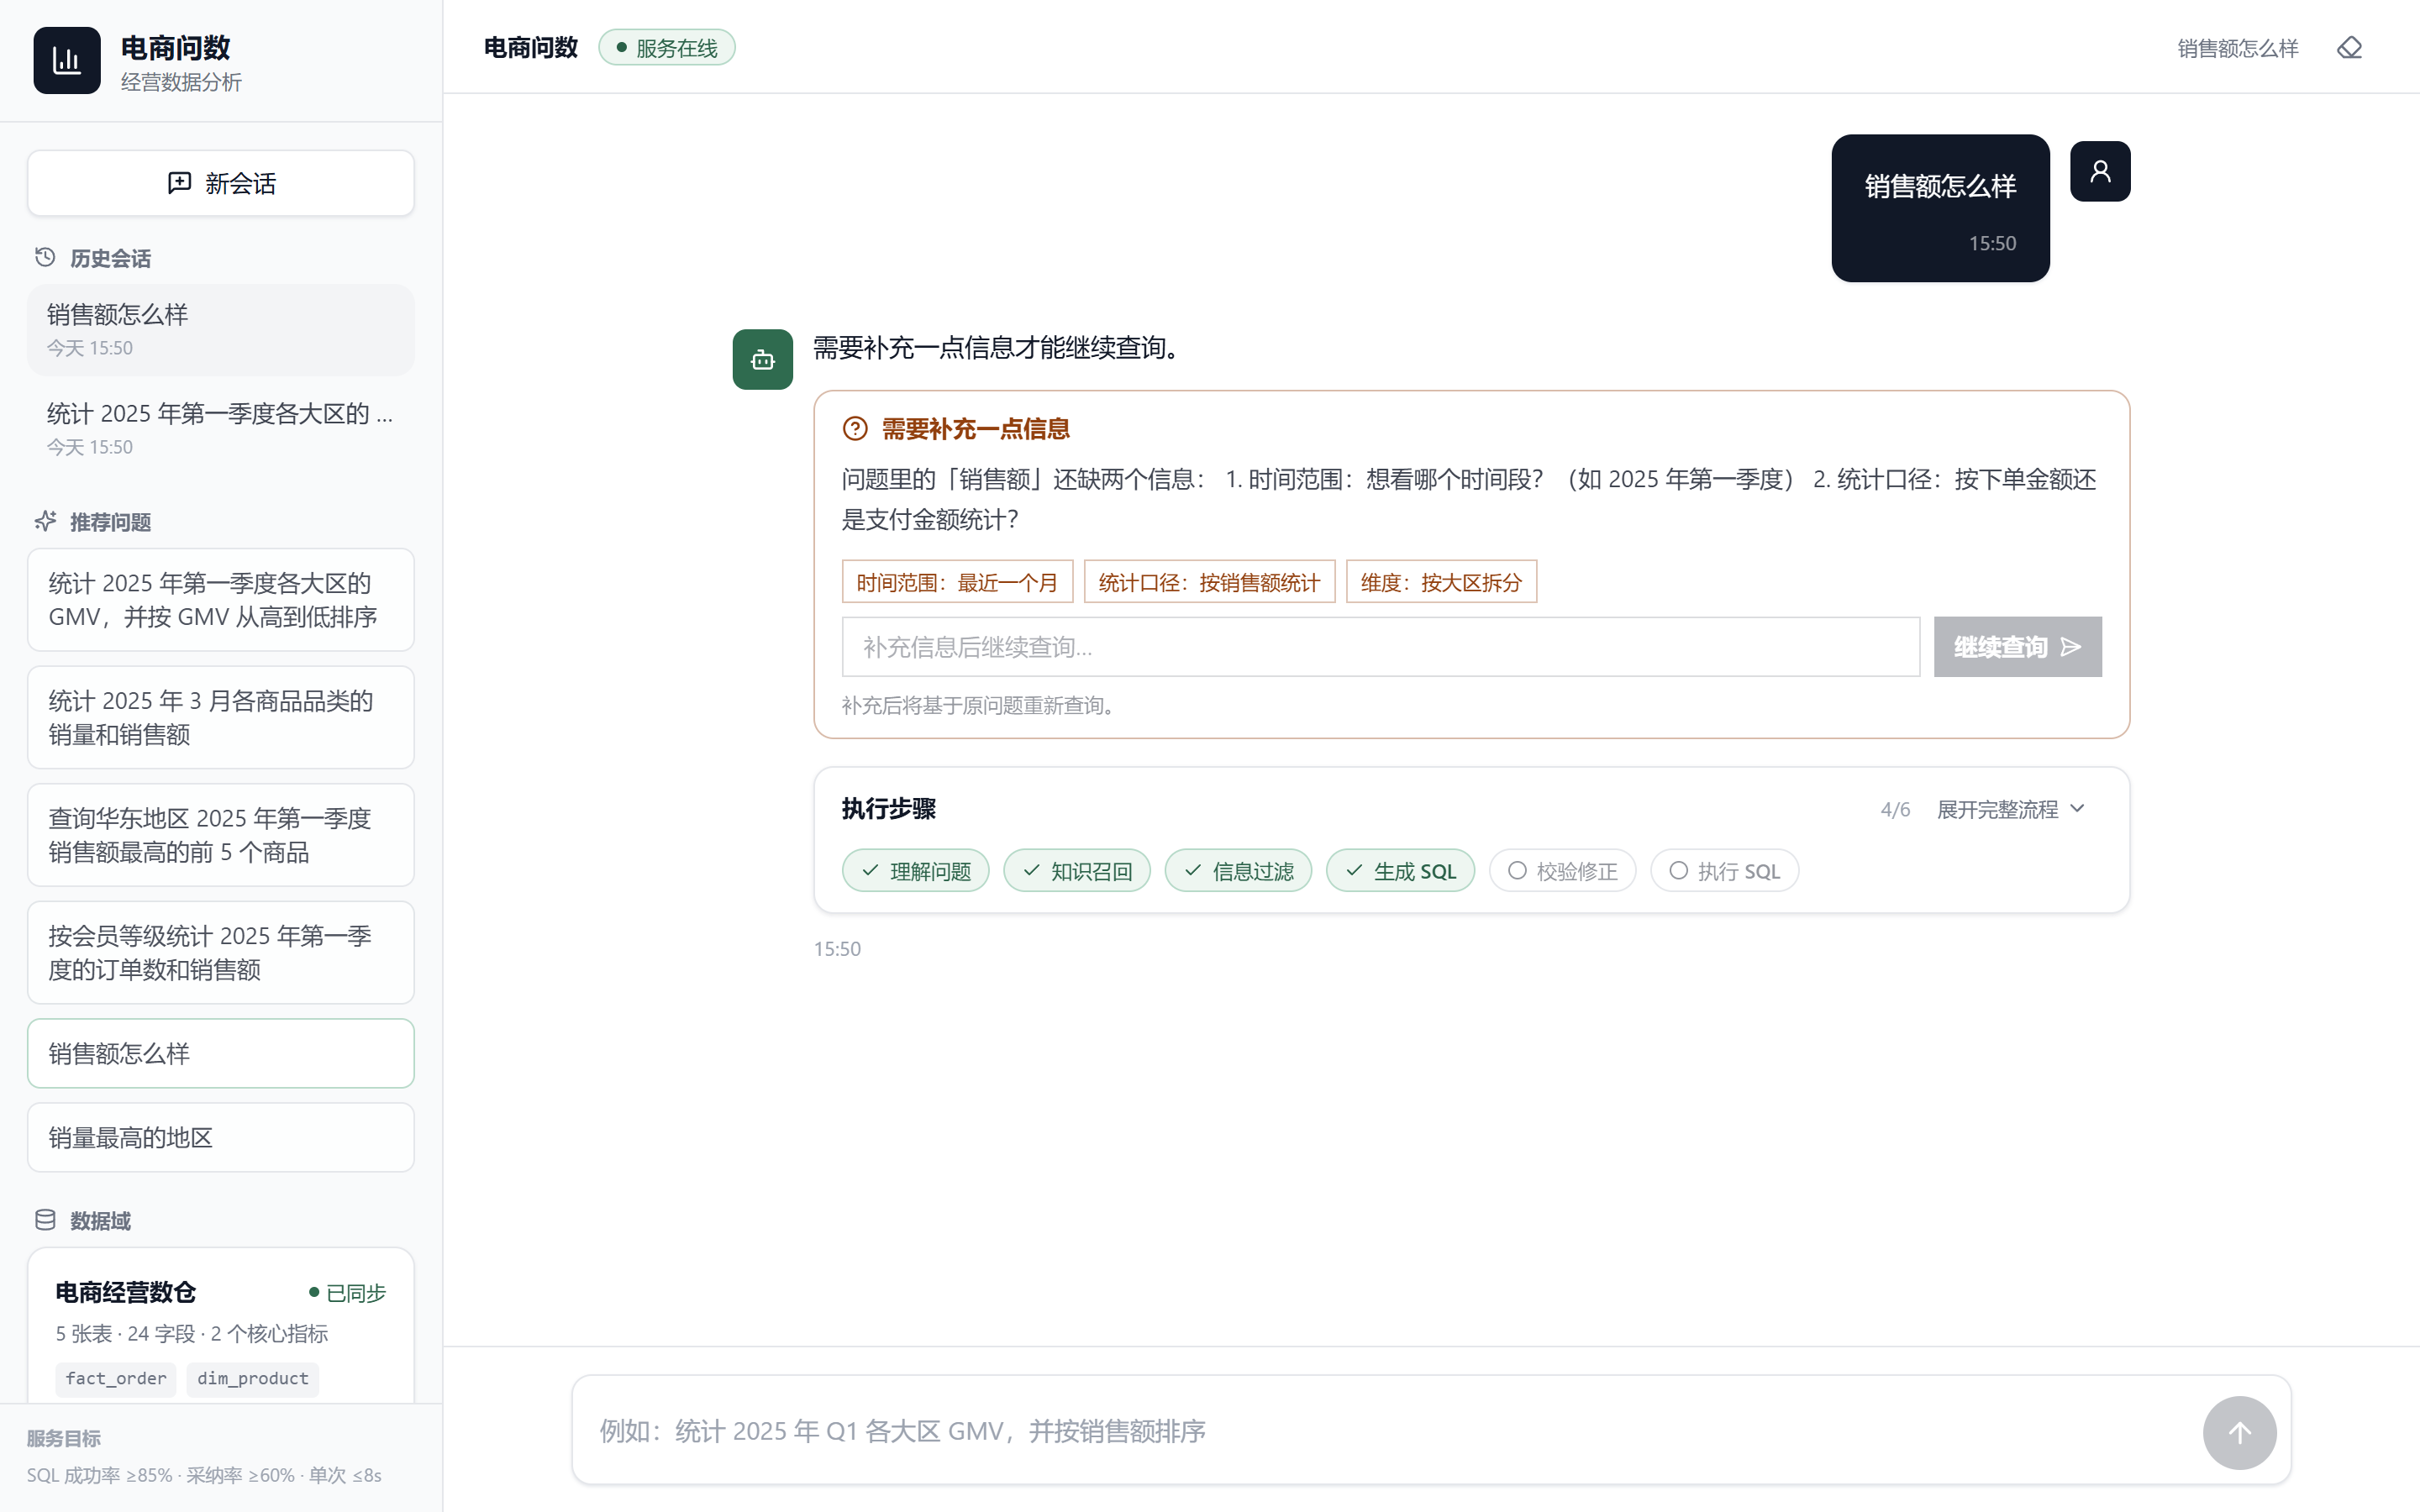 电商问数
经营数据分析
新会话
历史会话
销售额怎么样
今天 15:50
统计 2025 年第一季度各大区的 ...
今天 15:50
推荐问题
统计 2025 年第一季度各大区的
GMV，并按 GMV 从高到低排序
统计 2025 年 3 月各商品品类的
销量和销售额
查询华东地区 2025 年第一季度
销售额最高的前 5 个商品
按会员等级统计 2025 年第一季
度的订单数和销售额
销售额怎么样
销量最高的地区
数据域
电商经营数仓
已同步
5 张表 · 24 字段 · 2 个核心指标
fact_order dim_product
服务目标
SQL 成功率 ≥85% · 采纳率 ≥60% · 单次 ≤8s
电商问数
服务在线
销售额怎么样
销售额怎么样
15:50
需要补充一点信息才能继续查询。
需要补充一点信息
问题里的「销售额」还缺两个信息： 1. 时间范围：想看哪个时间段？（如 2025 年第一季度） 2. 统计口径：按下单金额还
是支付金额统计？
时间范围：最近一个月 统计口径：按销售额统计 维度：按大区拆分
补充信息后继续查询...
继续查询
补充后将基于原问题重新查询。
执行步骤
4/6 展开完整流程
理解问题 知识召回 信息过滤 生成 SQL 校验修正 执行 SQL
15:50
例如：统计 2025 年 Q1 各大区 GMV，并按销售额排序